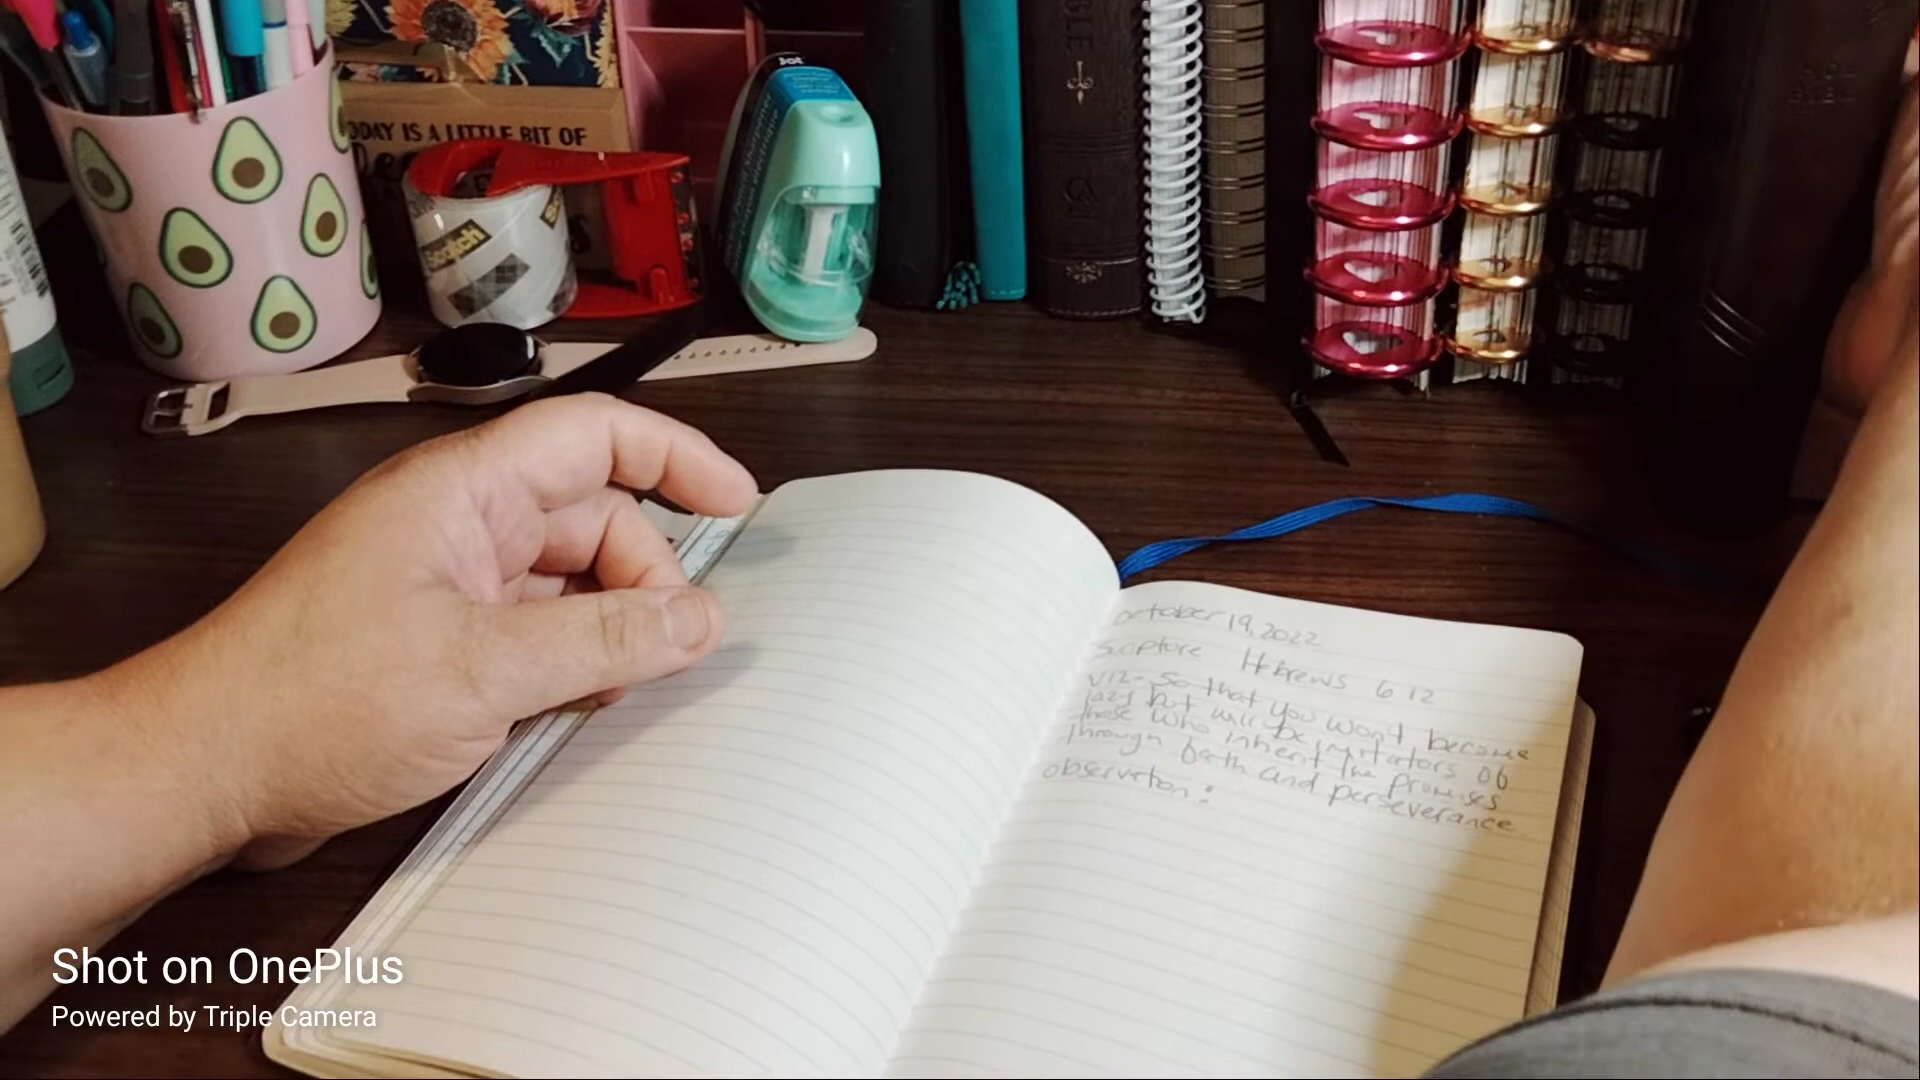 ODAY IS A LITTLE BIT OF
Scotch
BLE
October 19, 2022
Scripture Hebrews 6 12
V12- So that you won't become
lazy but will be imitators of
those who inherit the promises
through faith and perseverance.
observation:
Shot on OnePlus
Powered by Triple Camera